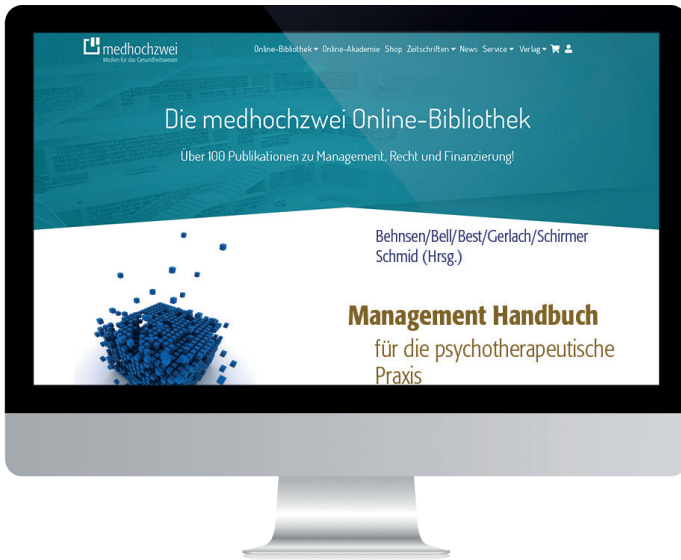 medhochzwei
Medien für das Gesundheitswesen
Online-Bibliothek Online-Akademie Shop Zeitschriften News Service Verlag
Die medhochzwei Online-Bibliothek
Über 100 Publikationen zu Management, Recht und Finanzierung!
Behnsen/Bell/Best/Gerlach/Schirmer
Schmid (Hrsg.)
Management Handbuch
für die psychotherapeutische
Praxis